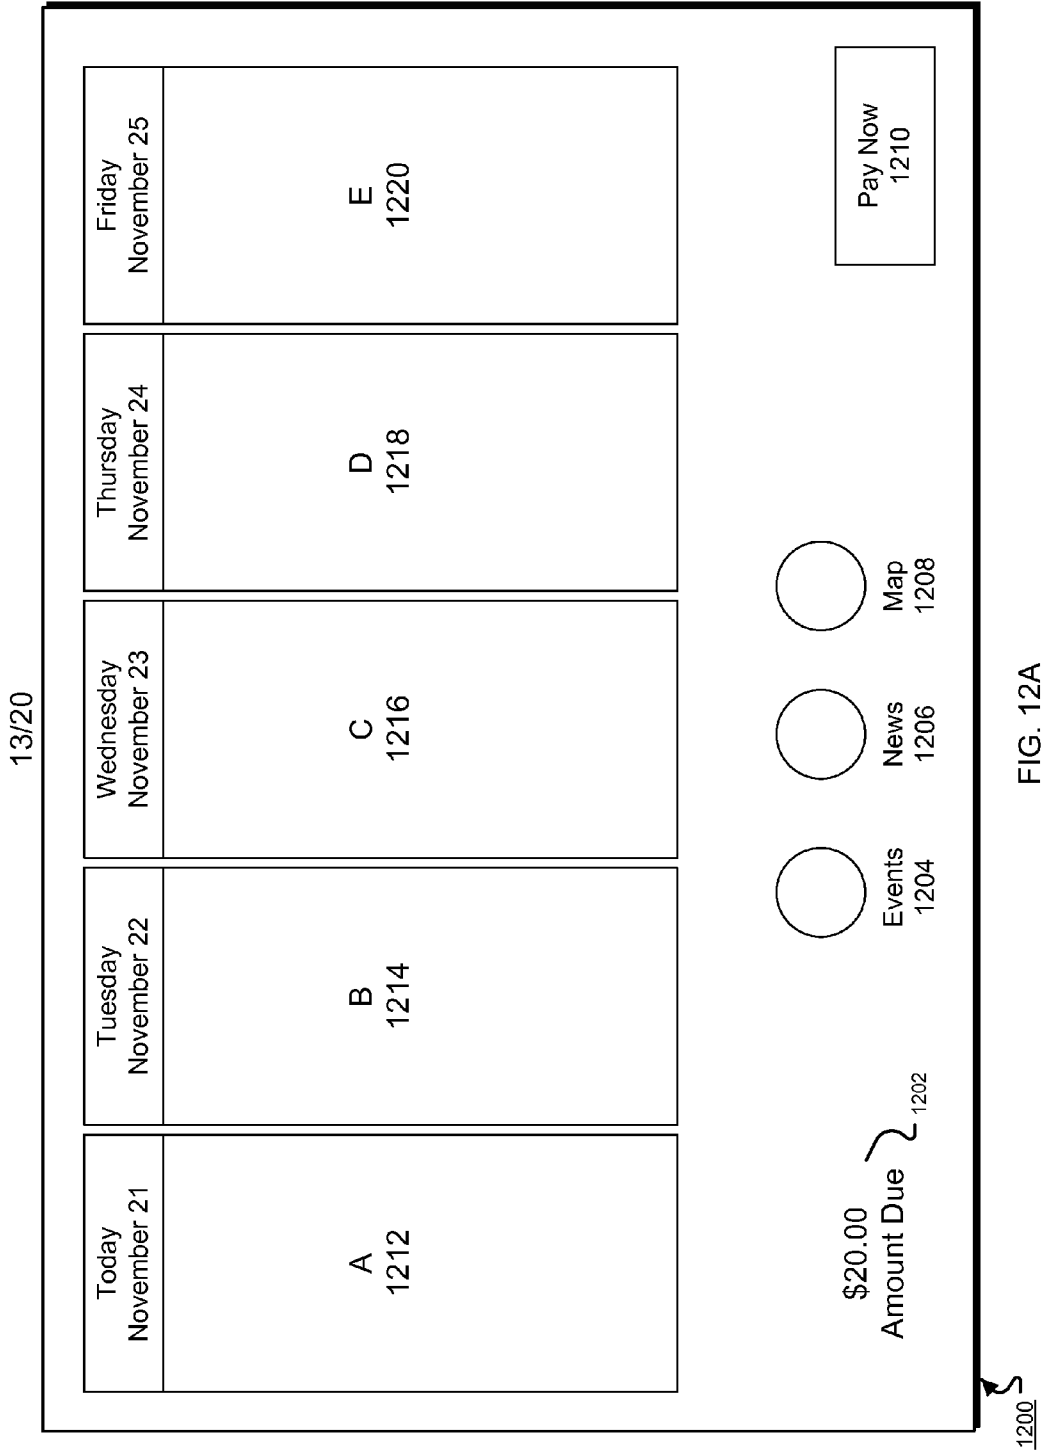 13/20
Today
November 21
A
1212
Tuesday
November 22
B
1214
Wednesday
November 23
C
1216
Thursday
November 24
D
1218
Friday
November 25
E
1220
$20.00
Amount Due
1202
Events
1204
News
1206
Map
1208
Pay Now
1210
1200
FIG. 12A